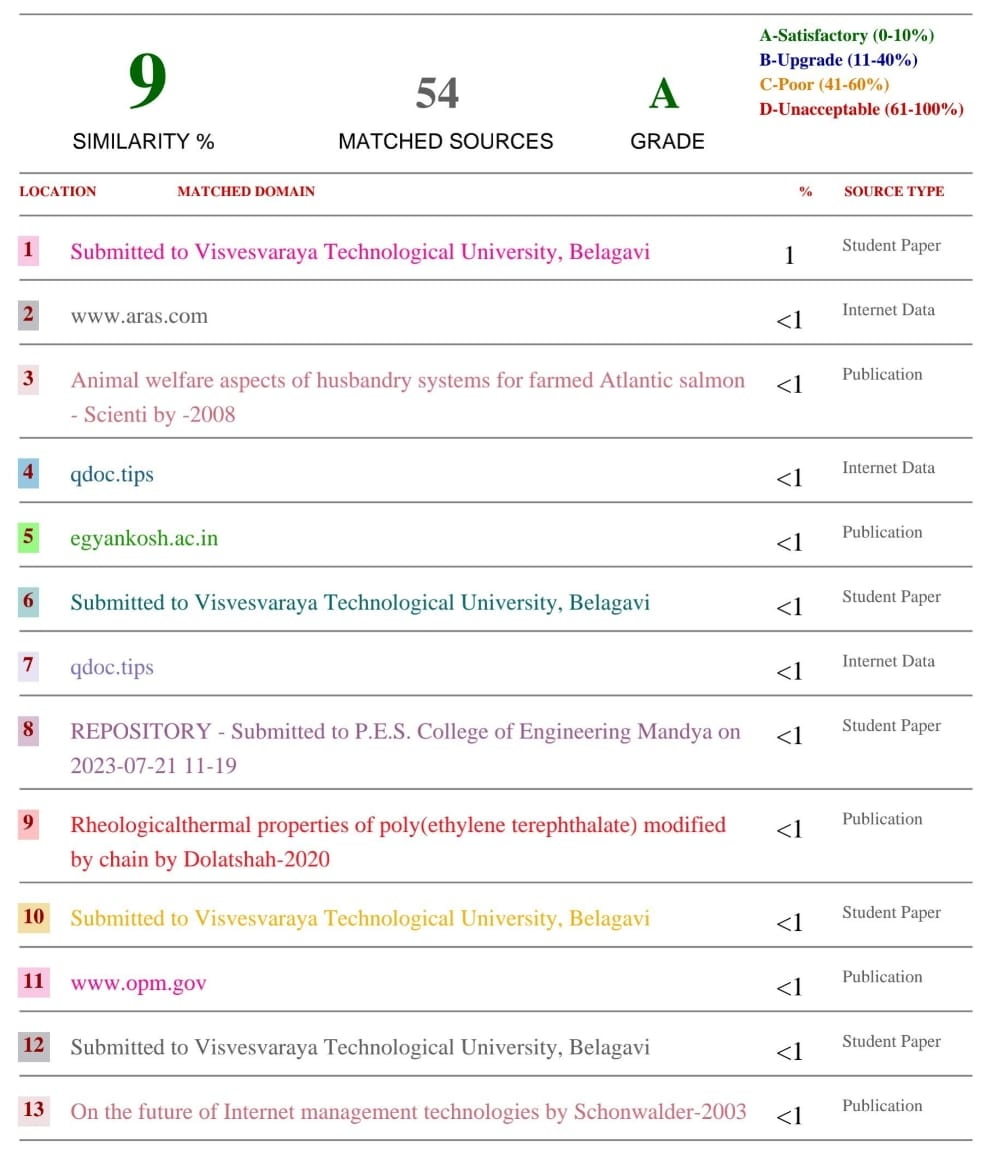 9
SIMILARITY %
54
MATCHED SOURCES
A
GRADE
A-Satisfactory (0-10%)
B-Upgrade (11-40%)
C-Poor (41-60%)
D-Unacceptable (61-100%)
LOCATION MATCHED DOMAIN % SOURCE TYPE
1 Submitted to Visvesvaraya Technological University, Belagavi 1 Student Paper
2 www.aras.com <1 Internet Data
3 Animal welfare aspects of husbandry systems for farmed Atlantic salmon <1 Publication
- Scienti by -2008
4 qdoc.tips <1 Internet Data
5 egyankosh.ac.in <1 Publication
6 Submitted to Visvesvaraya Technological University, Belagavi <1 Student Paper
7 qdoc.tips <1 Internet Data
8 REPOSITORY - Submitted to P.E.S. College of Engineering Mandya on <1 Student Paper
2023-07-21 11-19
9 Rheologicalthermal properties of poly(ethylene terephthalate) modified <1 Publication
by chain by Dolatshah-2020
10 Submitted to Visvesvaraya Technological University, Belagavi <1 Student Paper
11 www.opm.gov <1 Publication
12 Submitted to Visvesvaraya Technological University, Belagavi <1 Student Paper
13 On the future of Internet management technologies by Schonwalder-2003 <1 Publication